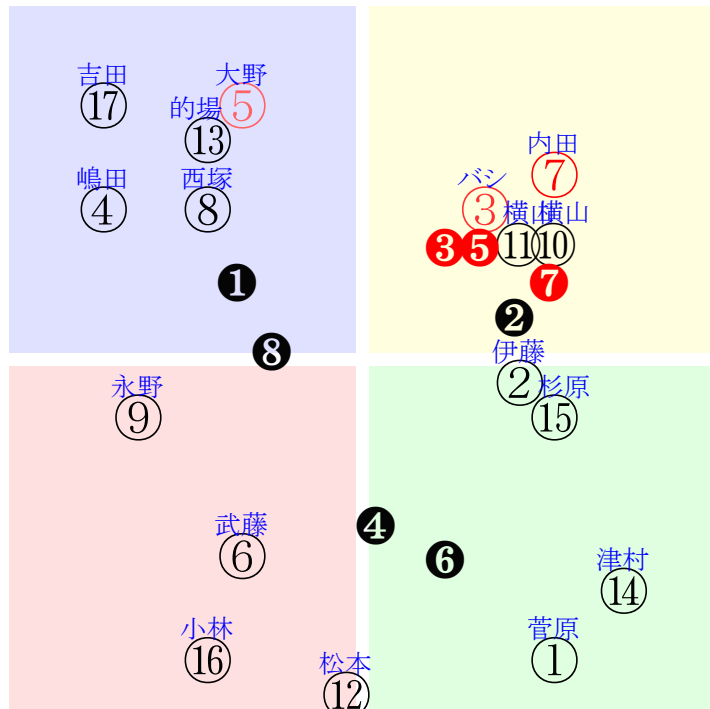 吉田
⑰
大野
⑤
的場
⑬
嶋田
④
西塚
⑧
❶
❽
内田
⑦
バシ
③
横山
⑪
横山
⑩
❸
❺
❼
❷
伊藤
②
杉原
⑮
永野
⑨
武藤
⑥
小林
⑯
松本
⑫
❹
❻
津村
⑭
菅原
①